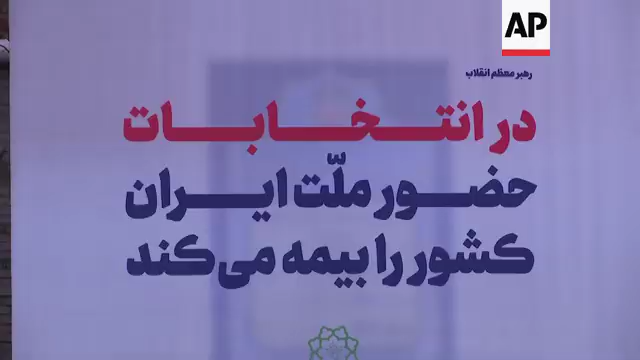 AP
رهبر معظم انقلاب
در انتخابات
حضور ملّت ایران
کشور را بیمه می‌کند